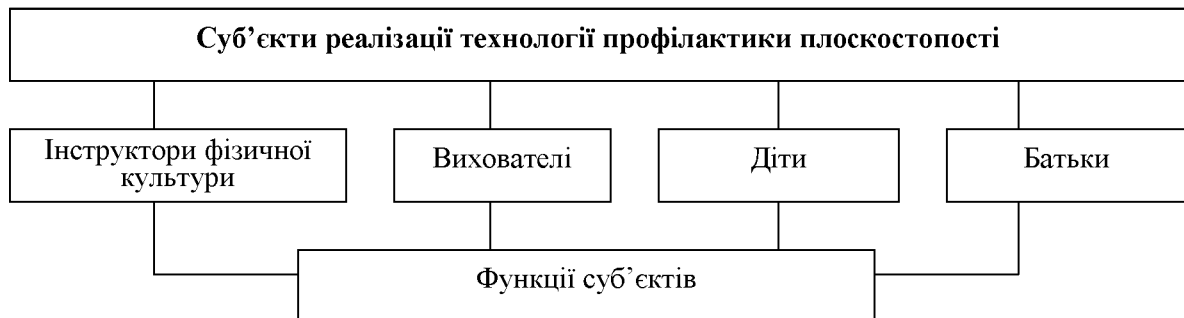 Суб’єкти реалізації технології профілактики плоскостопості
Інструктори фізичної
культури
Вихователі
Діти
Батьки
Функції суб’єктів